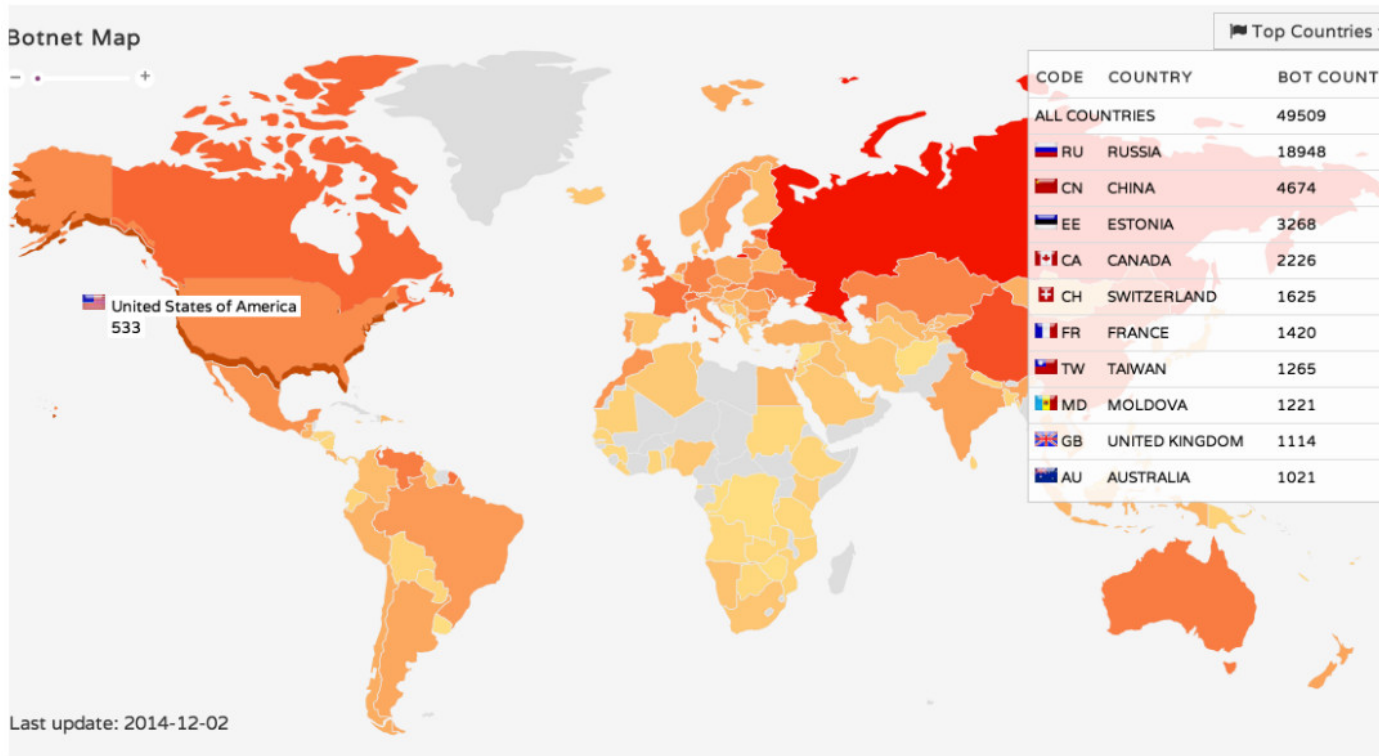 Botnet Map
- +
Top Countries
CODE COUNTRY BOT COUNT
ALL COUNTRIES 49509
RU RUSSIA 18948
CN CHINA 4674
EE ESTONIA 3268
CA CANADA 2226
CH SWITZERLAND 1625
FR FRANCE 1420
TW TAIWAN 1265
MD MOLDOVA 1221
GB UNITED KINGDOM 1114
AU AUSTRALIA 1021
United States of America
533
Last update: 2014-12-02